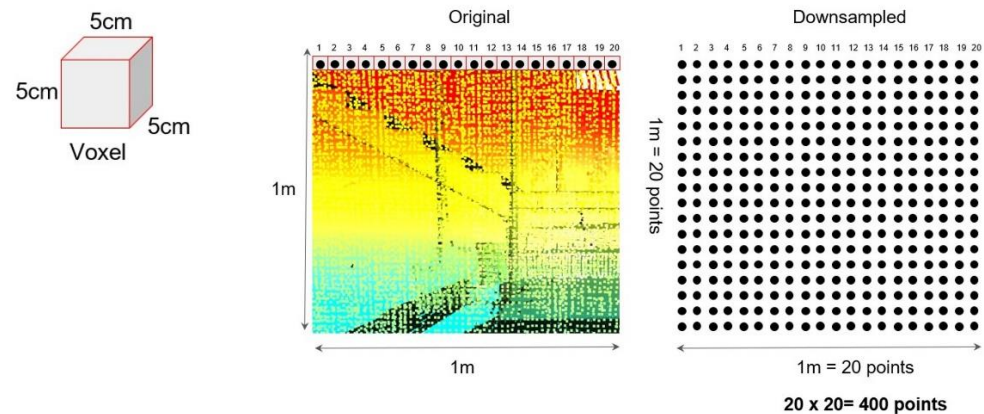 5cm
5cm
5cm
Voxel
Original
1 2 3 4 5 6 7 8 9 10 11 12 13 14 15 16 17 18 19 20
1m
1m
Downsampled
1 2 3 4 5 6 7 8 9 10 11 12 13 14 15 16 17 18 19 20
1m = 20 points
1m = 20 points
20 x 20= 400 points